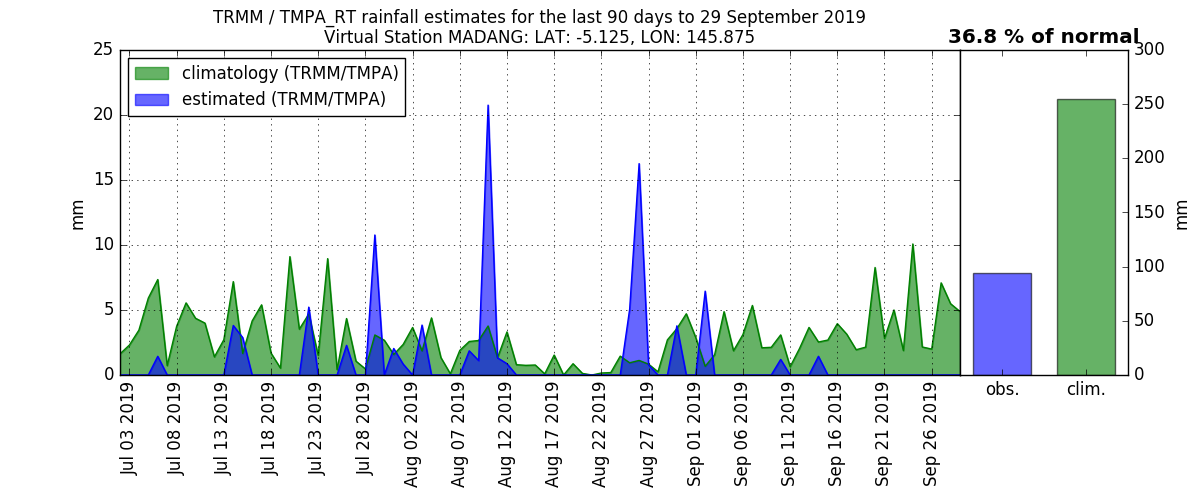 TRMM / TMPA_RT rainfall estimates for the last 90 days to 29 September 2019
Virtual Station MADANG: LAT: -5.125, LON: 145.875
36.8 % of normal
climatology (TRMM/TMPA)
estimated (TRMM/TMPA)
mm
25
20
15
10
5
0
Jul 03 2019
Jul 08 2019
Jul 13 2019
Jul 18 2019
Jul 23 2019
Jul 28 2019
Aug 02 2019
Aug 07 2019
Aug 12 2019
Aug 17 2019
Aug 22 2019
Aug 27 2019
Sep 01 2019
Sep 06 2019
Sep 11 2019
Sep 16 2019
Sep 21 2019
Sep 26 2019
obs.
clim.
300
250
200
150
100
50
0
mm